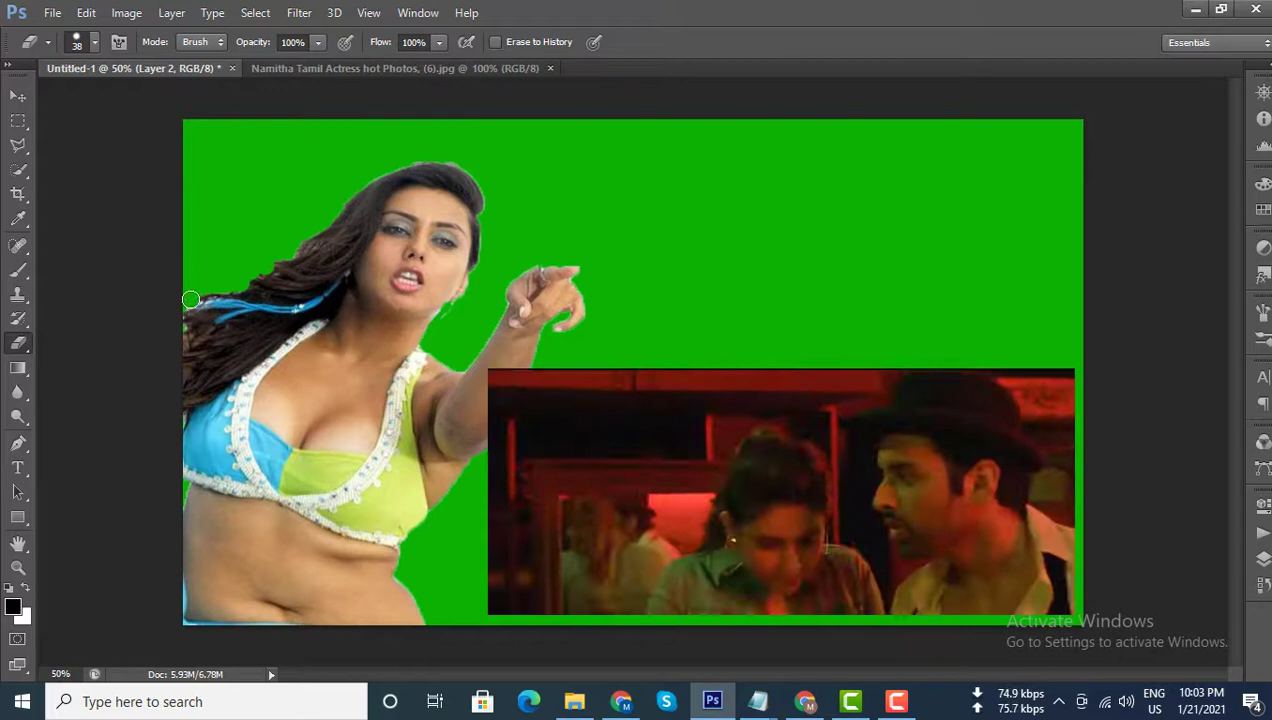 Ps File Edit Image Layer Type Select Filter 3D View Window Help
38 Mode: Brush Opacity: 100% Flow: 100% Erase to History Essentials
Untitled-1 @ 50% (Layer 2, RGB/8) * × Namitha Tamil Actress hot Photos, (6).jpg @ 100% (RGB/8) ×
Activate Windows
Go to Settings to activate Windows.
50% Doc: 5.93M/6.78M
Type here to search
Ps
74.9 kbps
75.7 kbps
ENG
US
10:03 PM
1/21/2021
4